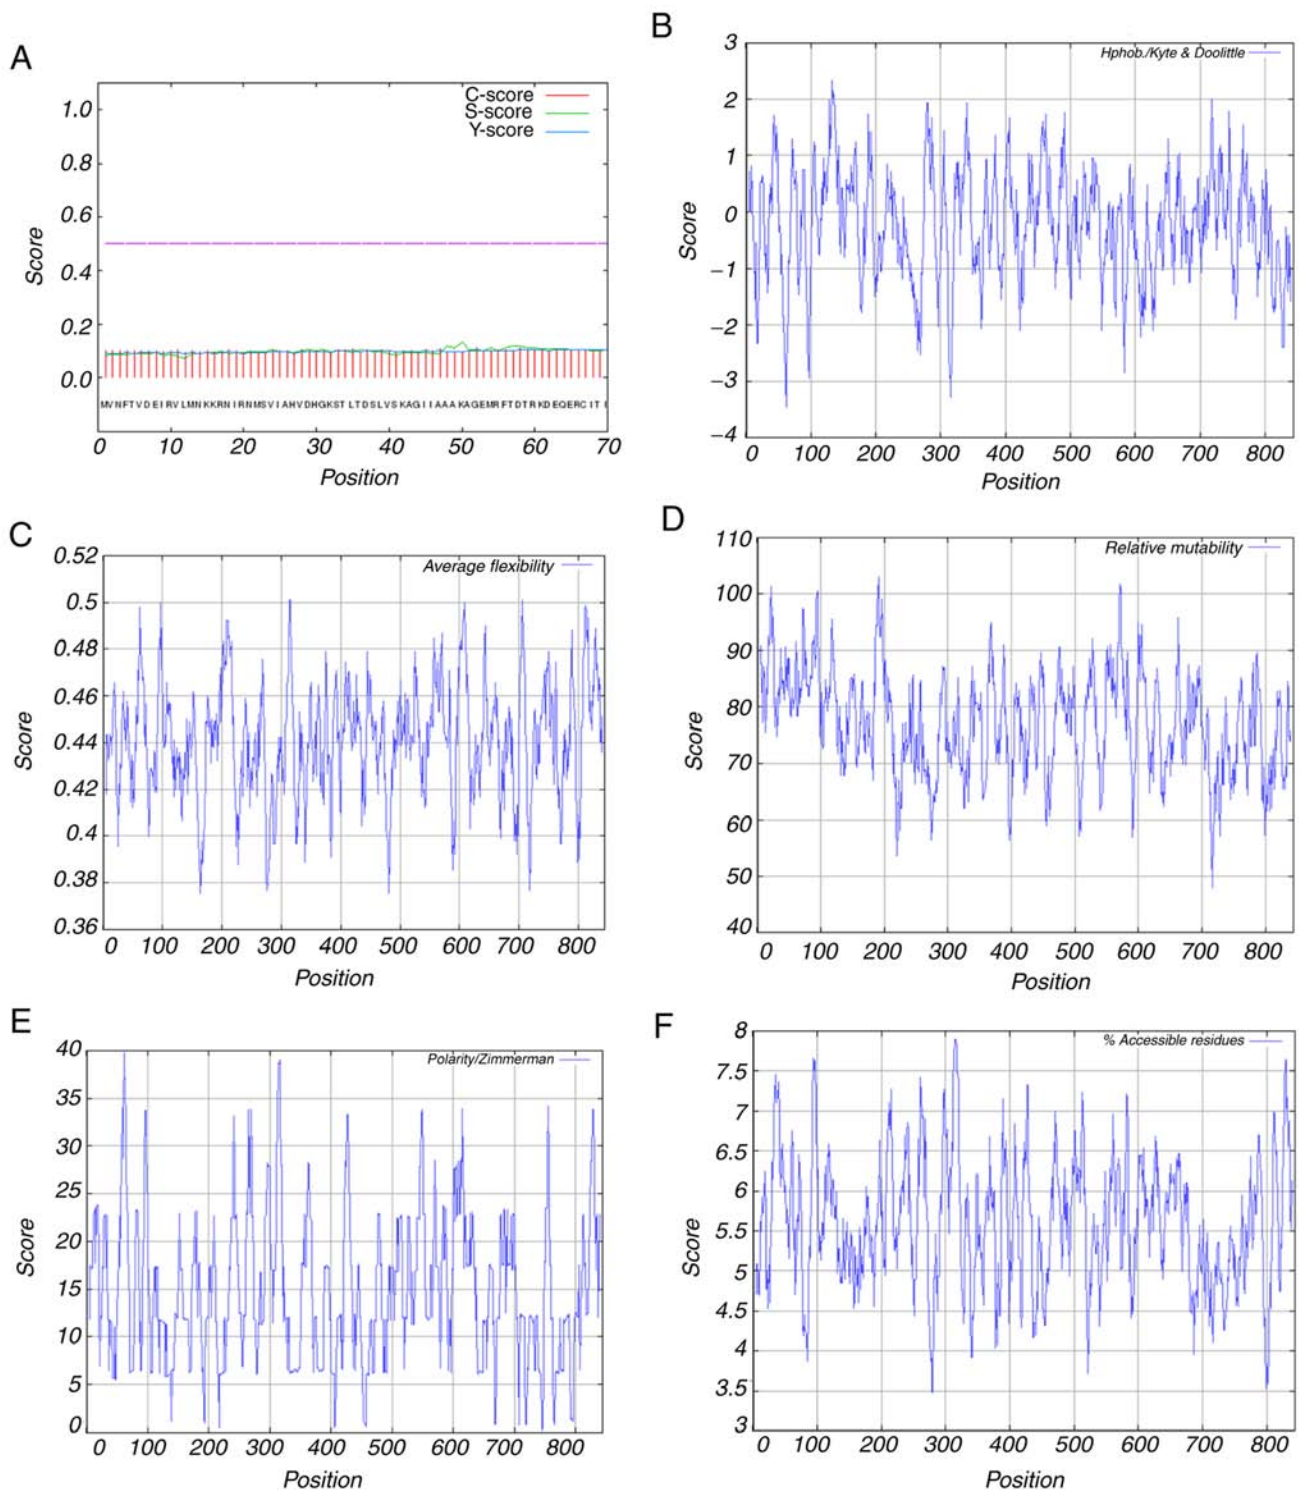 A
C-score
S-score
Y-score
1.0
0.8
0.6
0.4
0.2
0.0
Score
MVNFTVDEIRVLMNKKRNIRNMSVIAHVDHGKSTLTDSLVSKAGIIAAAKAGEMRFTDTRKDEQERCITI
0 10 20 30 40 50 60 70
Position
B
Hphob./Kyte & Doolittle
3
2
1
0
−1
−2
−3
−4
Score
0 100 200 300 400 500 600 700 800
Position
C
Average flexibility
0.52
0.5
0.48
0.46
0.44
0.42
0.4
0.38
0.36
Score
0 100 200 300 400 500 600 700 800
Position
D
Relative mutability
110
100
90
80
70
60
50
40
Score
0 100 200 300 400 500 600 700 800
Position
E
Polarity/Zimmerman
40
35
30
25
20
15
10
5
0
Score
0 100 200 300 400 500 600 700 800
Position
F
% Accessible residues
8
7.5
7
6.5
6
5.5
5
4.5
4
3.5
3
Score
0 100 200 300 400 500 600 700 800
Position